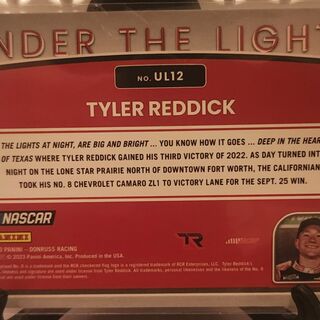 NDER THE LIGHT
NO. UL12
TYLER REDDICK
THE LIGHTS AT NIGHT, ARE BIG AND BRIGHT ... YOU KNOW HOW IT GOES ... DEEP IN THE HEAR
OF TEXAS WHERE TYLER REDDICK GAINED HIS THIRD VICTORY OF 2022. AS DAY TURNED INT
NIGHT ON THE LONE STAR PRAIRIE NORTH OF DOWNTOWN FORT WORTH, THE CALIFORNIAN
TOOK HIS NO. 8 CHEVROLET CAMARO ZL1 TO VICTORY LANE FOR THE SEPT. 25 WIN.
NASCAR
PANINI - DONRUSS RACING
© 2023 Panini America, Inc. Produced in the USA.
TR